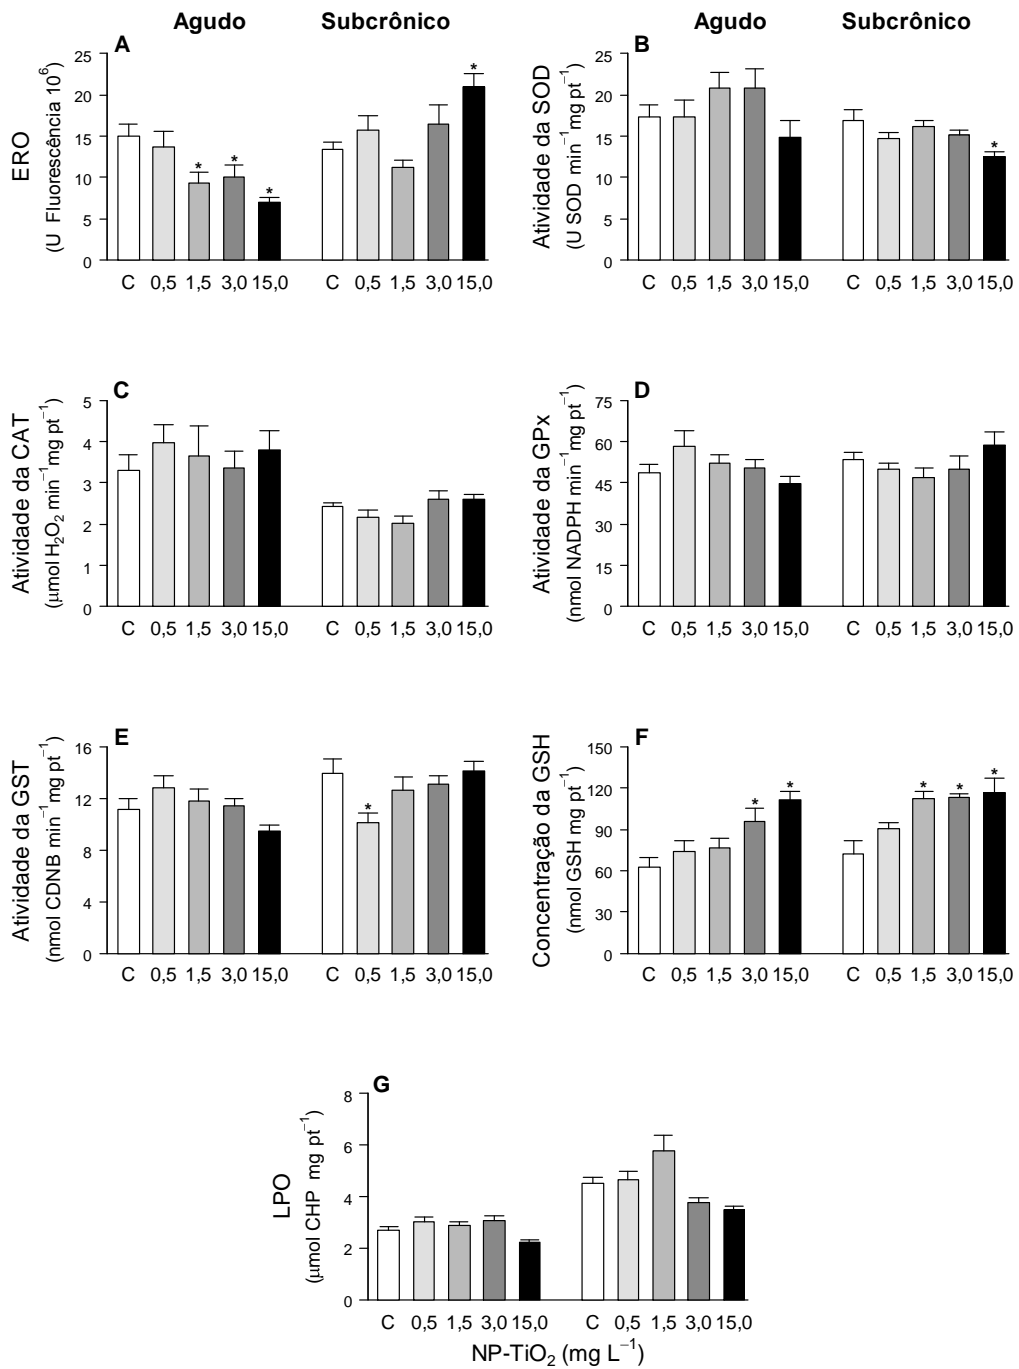 Agudo Subcrônico Agudo Subcrônico
A
ERO
(U Fluorescência 10⁶)
25
20
15
10
5
0
* * * *
C 0,5 1,5 3,0 15,0 C 0,5 1,5 3,0 15,0
B
Atividade da SOD
(U SOD min⁻¹mg pt⁻¹)
25
20
15
10
5
0
*
C 0,5 1,5 3,0 15,0 C 0,5 1,5 3,0 15,0
C
Atividade da CAT
(μmol H₂O₂ min⁻¹mg pt⁻¹)
5
4
3
2
1
0
C 0,5 1,5 3,0 15,0 C 0,5 1,5 3,0 15,0
D
Atividade da GPx
(nmol NADPH min⁻¹mg pt⁻¹)
75
60
45
30
15
0
C 0,5 1,5 3,0 15,0 C 0,5 1,5 3,0 15,0
E
Atividade da GST
(nmol CDNB min⁻¹mg pt⁻¹)
16
12
8
4
0
*
C 0,5 1,5 3,0 15,0 C 0,5 1,5 3,0 15,0
F
Concentração da GSH
(nmol GSH mg pt⁻¹)
150
120
90
60
30
0
* * * * *
C 0,5 1,5 3,0 15,0 C 0,5 1,5 3,0 15,0
G
LPO
(μmol CHP mg pt⁻¹)
8
6
4
2
0
C 0,5 1,5 3,0 15,0 C 0,5 1,5 3,0 15,0
NP-TiO₂ (mg L⁻¹)